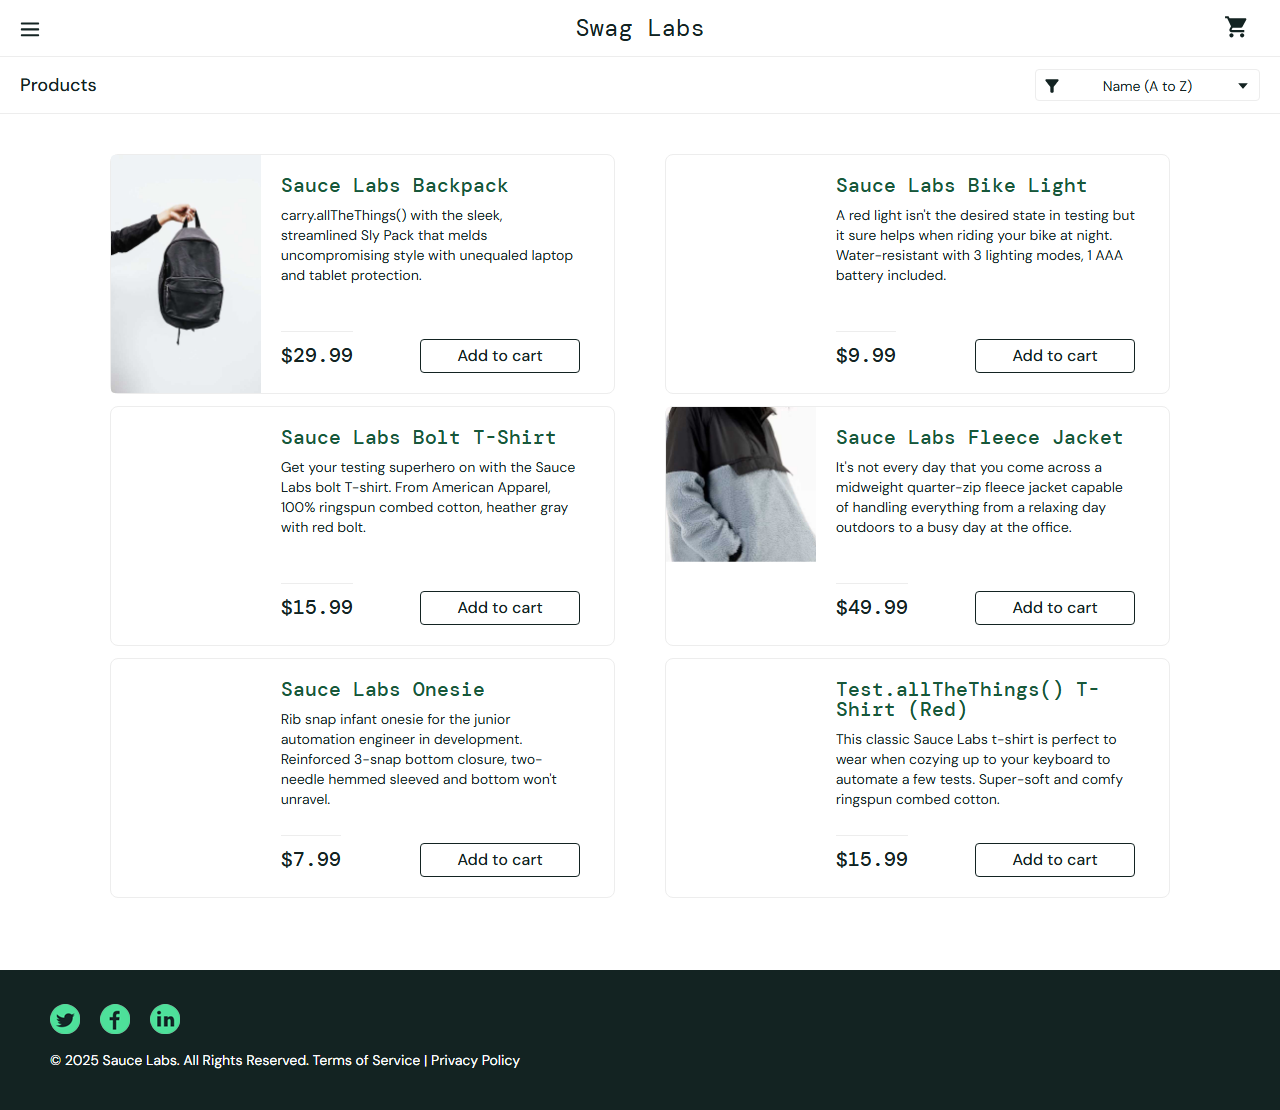 Swag Labs
Products
Name (A to Z)
Sauce Labs Backpack
carry.allTheThings() with the sleek,
streamlined Sly Pack that melds
uncompromising style with unequaled laptop
and tablet protection.
$29.99
Add to cart
Sauce Labs Bike Light
A red light isn't the desired state in testing but
it sure helps when riding your bike at night.
Water-resistant with 3 lighting modes, 1 AAA
battery included.
$9.99
Add to cart
Sauce Labs Bolt T-Shirt
Get your testing superhero on with the Sauce
Labs bolt T-shirt. From American Apparel,
100% ringspun combed cotton, heather gray
with red bolt.
$15.99
Add to cart
Sauce Labs Fleece Jacket
It's not every day that you come across a
midweight quarter-zip fleece jacket capable
of handling everything from a relaxing day
outdoors to a busy day at the office.
$49.99
Add to cart
Sauce Labs Onesie
Rib snap infant onesie for the junior
automation engineer in development.
Reinforced 3-snap bottom closure, two-
needle hemmed sleeved and bottom won't
unravel.
$7.99
Add to cart
Test.allTheThings() T-
Shirt (Red)
This classic Sauce Labs t-shirt is perfect to
wear when cozying up to your keyboard to
automate a few tests. Super-soft and comfy
ringspun combed cotton.
$15.99
Add to cart
© 2025 Sauce Labs. All Rights Reserved. Terms of Service | Privacy Policy